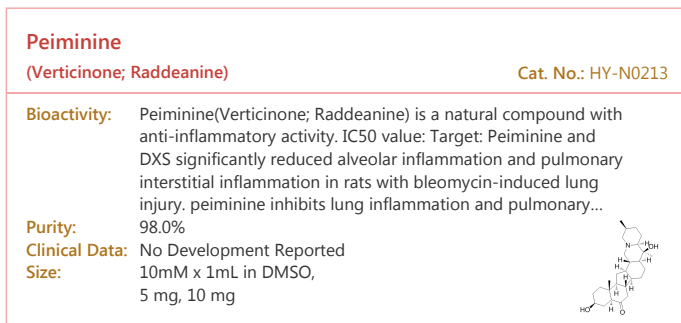 Peiminine
(Verticinone; Raddeanine) Cat. No.: HY-N0213
Bioactivity: Peiminine(Verticinone; Raddeanine) is a natural compound with
anti-inflammatory activity. IC50 value: Target: Peiminine and
DXS significantly reduced alveolar inflammation and pulmonary
interstitial inflammation in rats with bleomycin-induced lung
injury. peiminine inhibits lung inflammation and pulmonary...
Purity: 98.0%
Clinical Data: No Development Reported
Size: 10mM x 1mL in DMSO,
5 mg, 10 mg
N H OH
H H
H H
H
HO H O